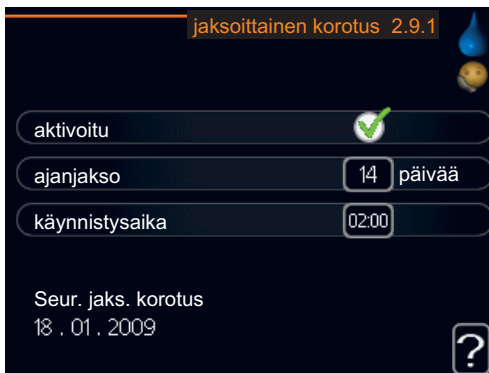 jaksoittainen korotus 2.9.1
aktivoitu
ajanjakso 14 päivää
käynnistysaika 02:00
Seur. jaks. korotus
18 . 01 . 2009
?